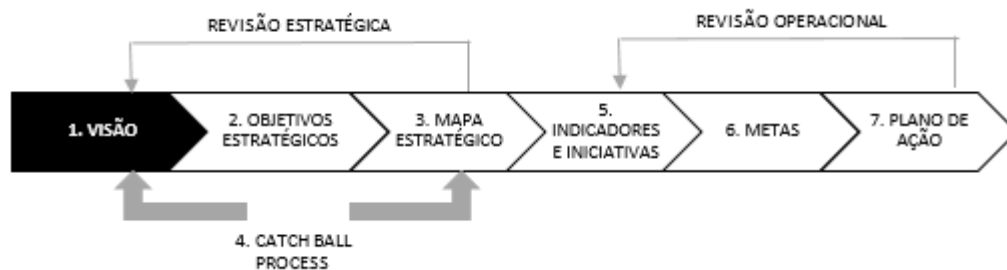 REVISÃO ESTRATÉGICA
REVISÃO OPERACIONAL
1. VISÃO
2. OBJETIVOS
ESTRATÉGICOS
3. MAPA
ESTRATÉGICO
5.
INDICADORES
E INICIATIVAS
6. METAS
7. PLANO DE
AÇÃO
4. CATCH BALL
PROCESS